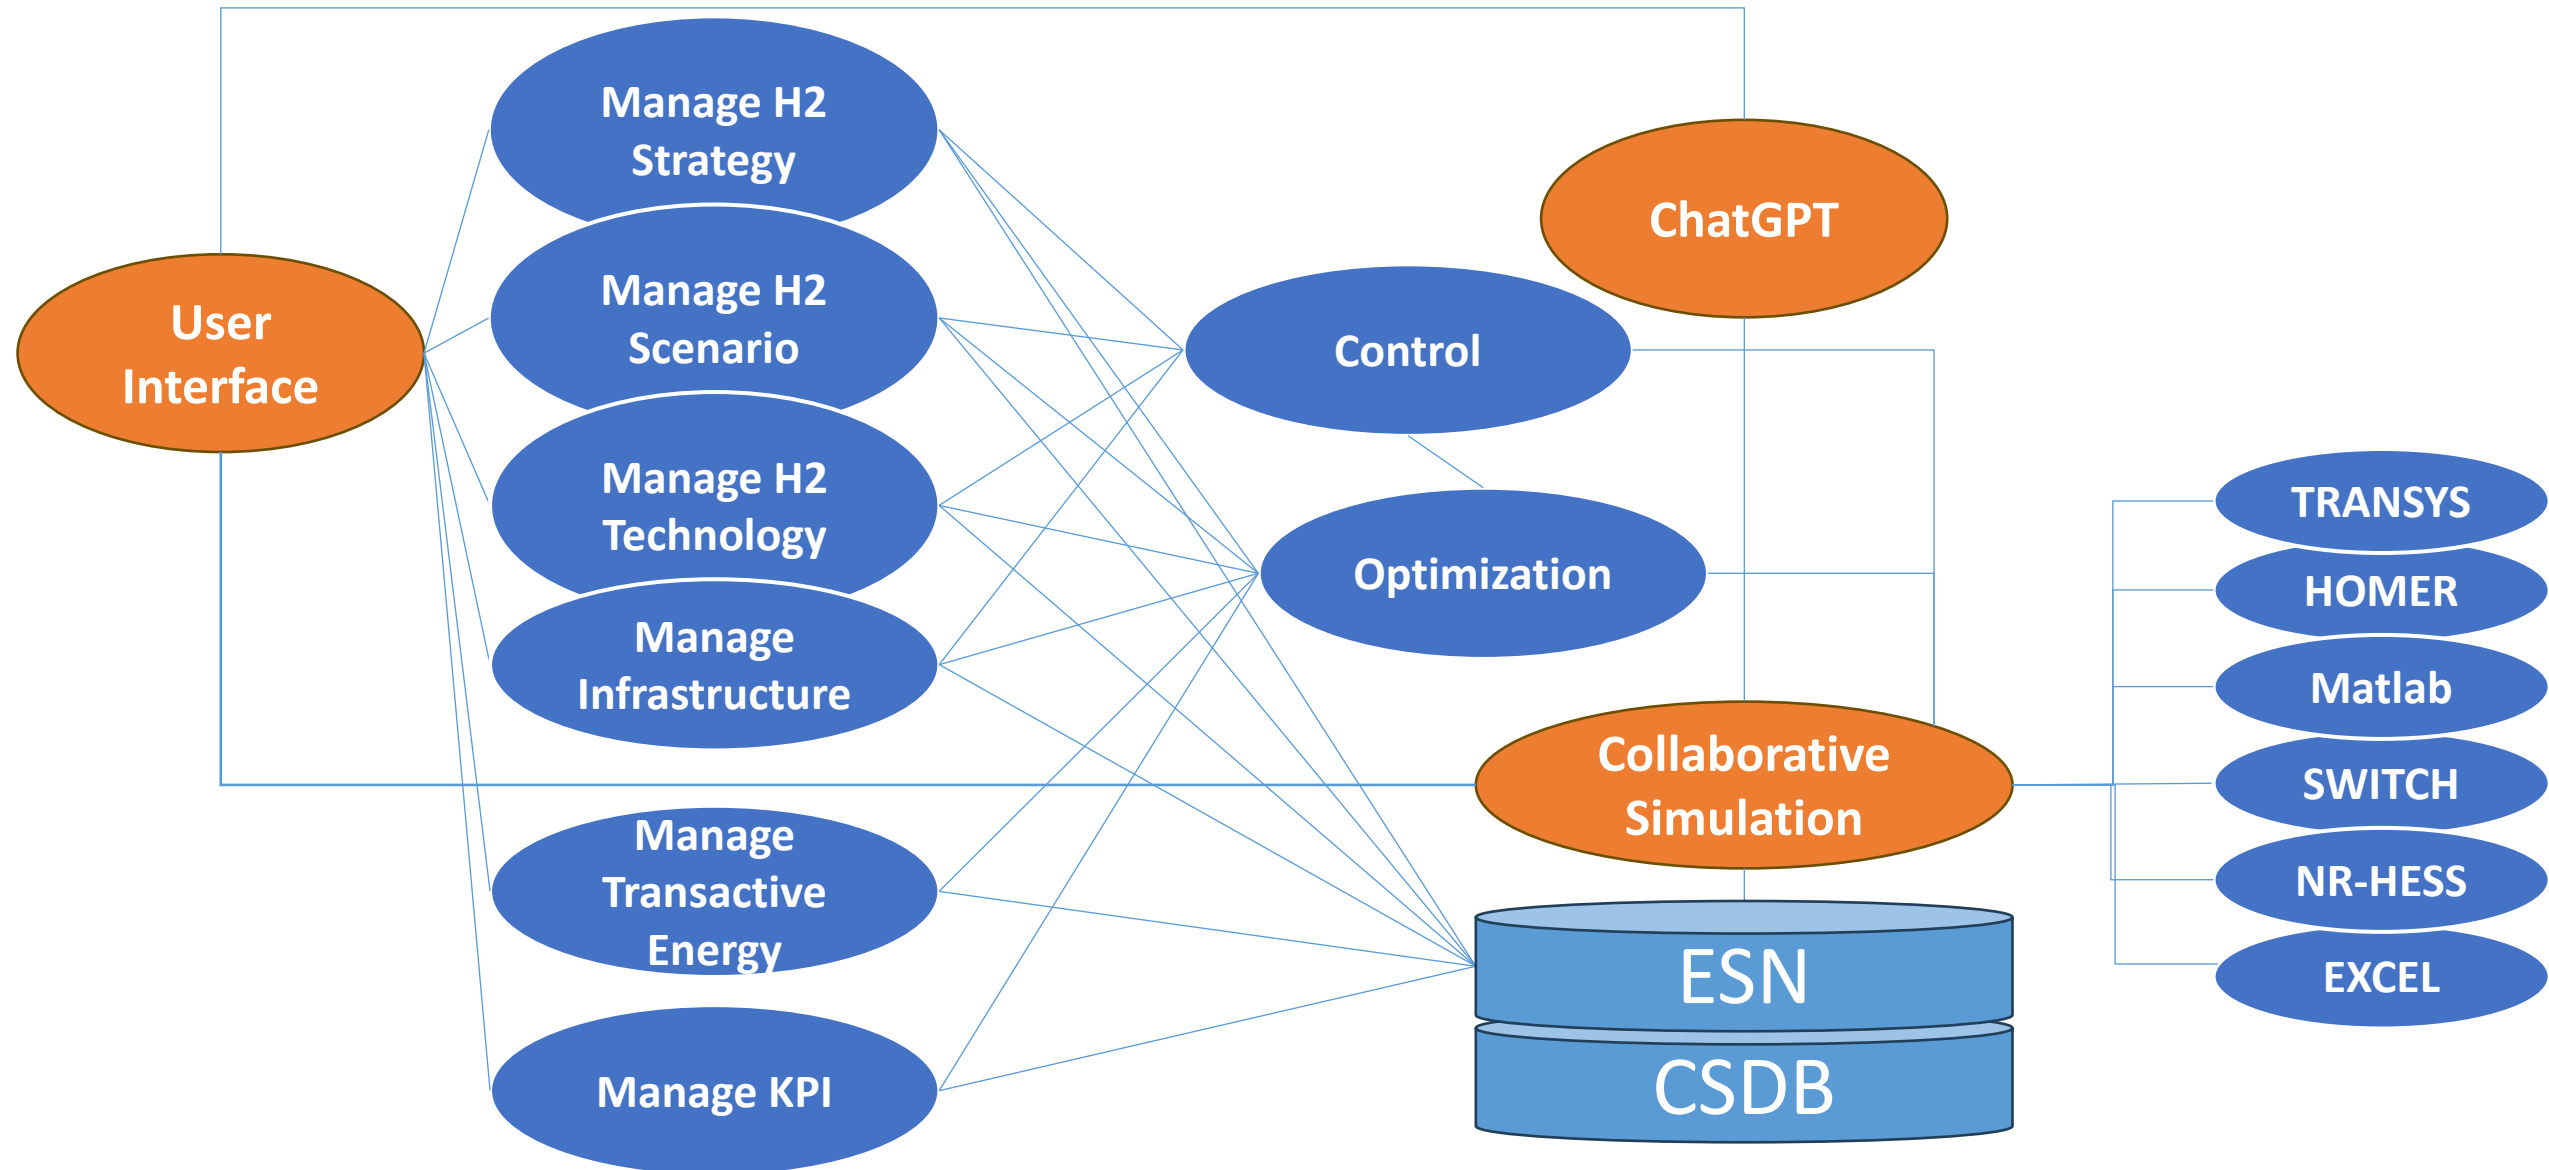 User
Interface
Manage H2
Strategy
Manage H2
Scenario
Manage H2
Technology
Manage
Infrastructure
Manage
Transactive
Energy
Manage KPI
Control
Optimization
ChatGPT
Collaborative
Simulation
ESN
CSDB
TRANSYS
HOMER
Matlab
SWITCH
NR-HESS
EXCEL